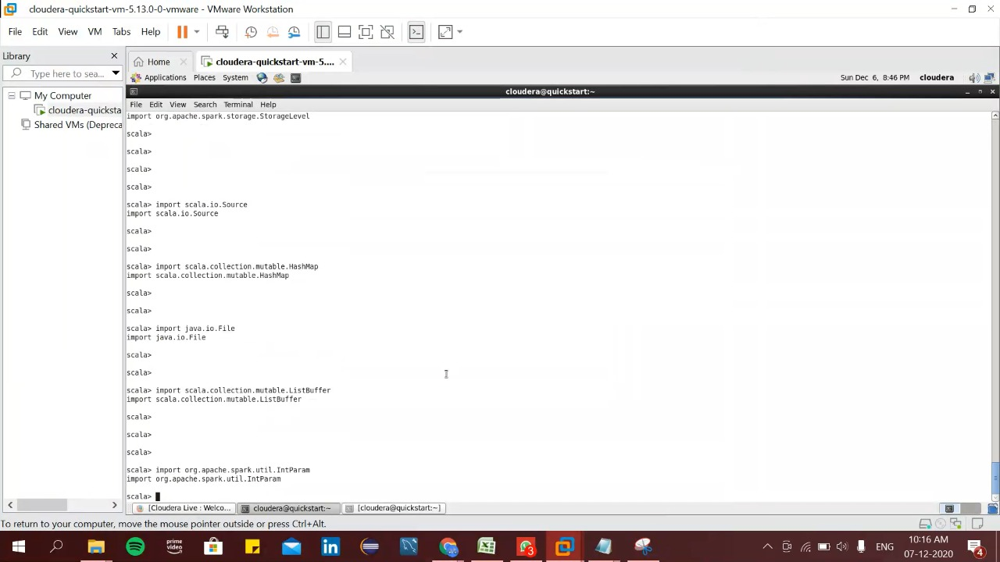 cloudera-quickstart-vm-5.13.0-0-vmware - VMware Workstation
File Edit View VM Tabs Help
Library
Type here to sea...
My Computer
cloudera-quicksta
Shared VMs (Depreca
Home
cloudera-quickstart-vm-5....
Applications Places System
Sun Dec 6, 8:46 PM cloudera
cloudera@quickstart:~
File Edit View Search Terminal Help
import org.apache.spark.storage.StorageLevel
scala>
scala>
scala>
scala>
scala> import scala.io.Source
import scala.io.Source
scala>
scala>
scala> import scala.collection.mutable.HashMap
import scala.collection.mutable.HashMap
scala>
scala>
scala> import java.io.File
import java.io.File
scala>
scala>
scala> import scala.collection.mutable.ListBuffer
import scala.collection.mutable.ListBuffer
scala>
scala>
scala>
scala> import org.apache.spark.util.IntParam
import org.apache.spark.util.IntParam
scala>
[Cloudera Live : Welco... cloudera@quickstart:~ [cloudera@quickstart:~]
To return to your computer, move the mouse pointer outside or press Ctrl+Alt.
prime video
3
ENG
10:16 AM
07-12-2020
4